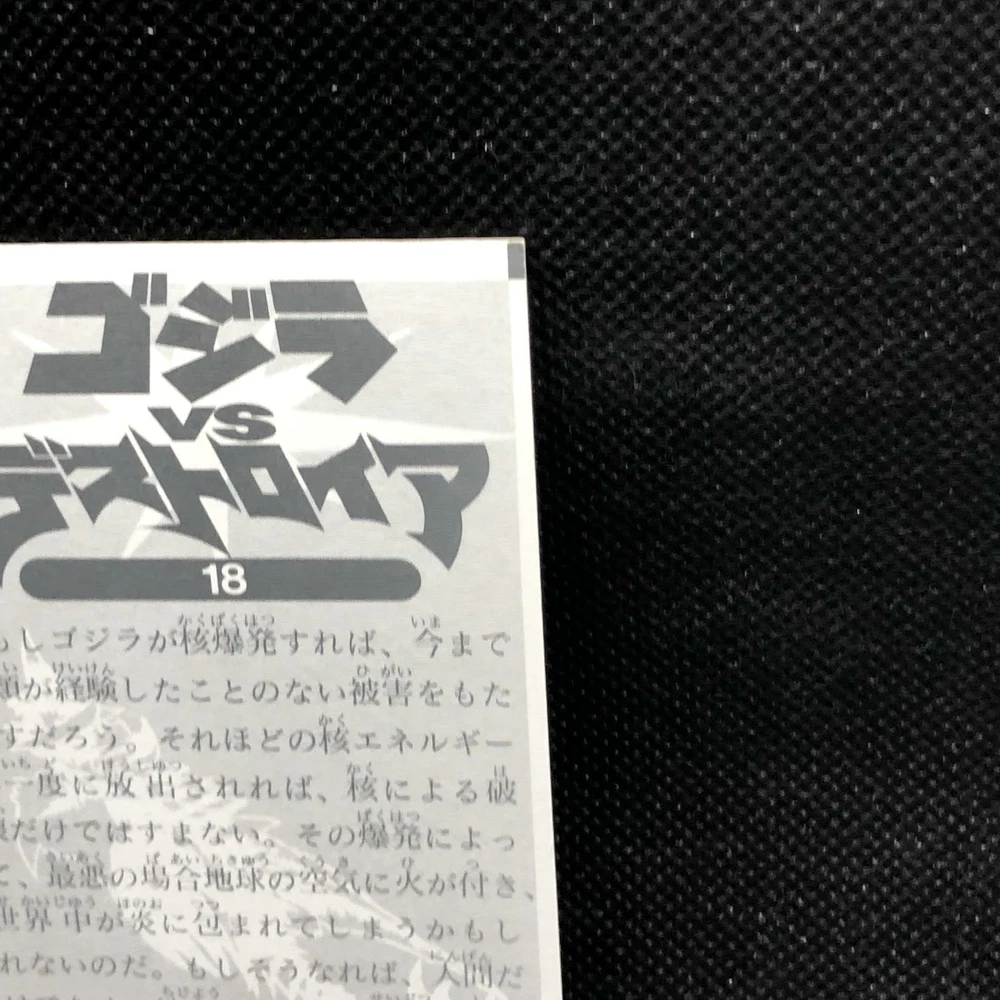 ゴジラ
VS
デストロイア
18
もしゴジラが核爆発すれば、今まで
類が経験したことのない被害をもた
すだろう。それほどの核エネルギー
一度に放出されれば、核による破
だけではすまない。その爆発によっ
て、最悪の場合地球の空気に火が付き、
世界中が炎に包まれてしまうかもし
れないのだ。もしそうなれば、人間だ